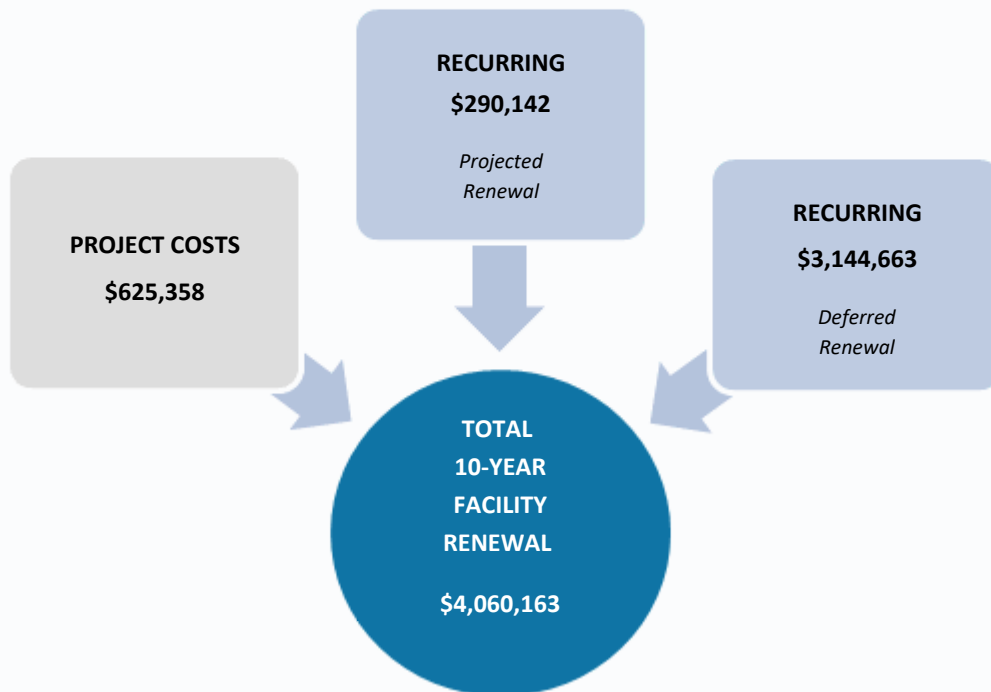 RECURRING
$290,142
Projected
Renewal
PROJECT COSTS
$625,358
RECURRING
$3,144,663
Deferred
Renewal
TOTAL
10-YEAR
FACILITY
RENEWAL
$4,060,163